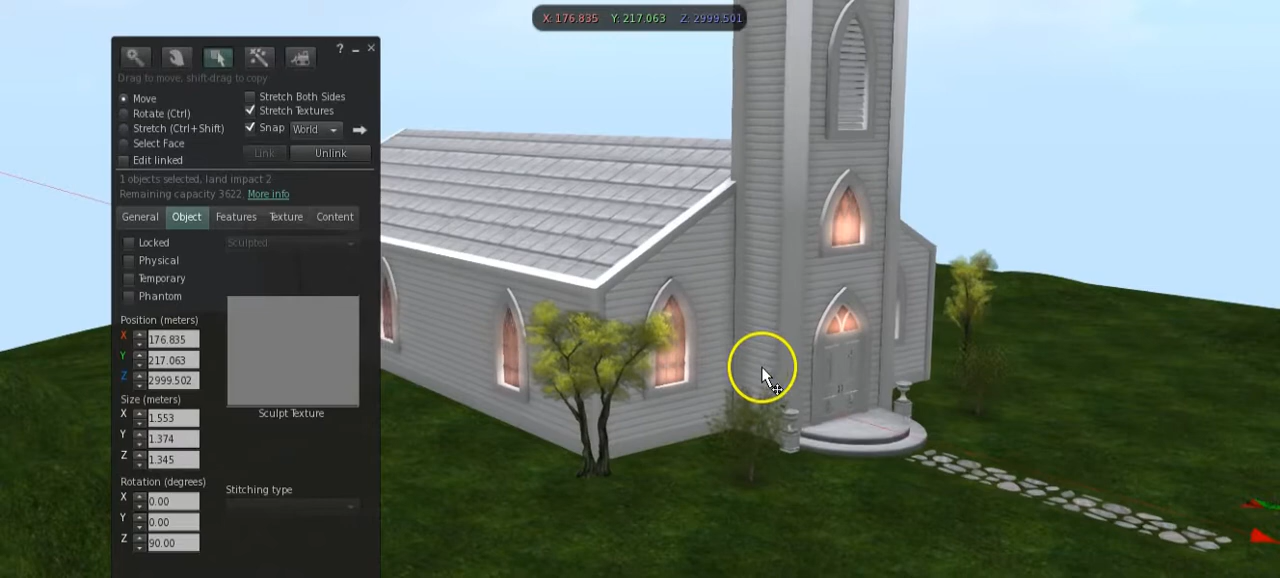 X: 176.835 Y: 217.063 Z: 2999.501
?
Drag to move, shift-drag to copy
Move
Rotate (Ctrl)
Stretch (Ctrl+Shift)
Select Face
Edit linked
Stretch Both Sides
Stretch Textures
Snap World
Link Unlink
1 objects selected, land impact 2
Remaining capacity 3622. More info
General Object Features Texture Content
Locked
Physical
Temporary
Phantom
Sculpted
Position (meters)
X 176.835
Y 217.063
Z 2999.502
Size (meters)
X 1.553
Y 1.374
Z 1.345
Rotation (degrees)
X 0.00
Y 0.00
Z 90.00
Sculpt Texture
Stitching type